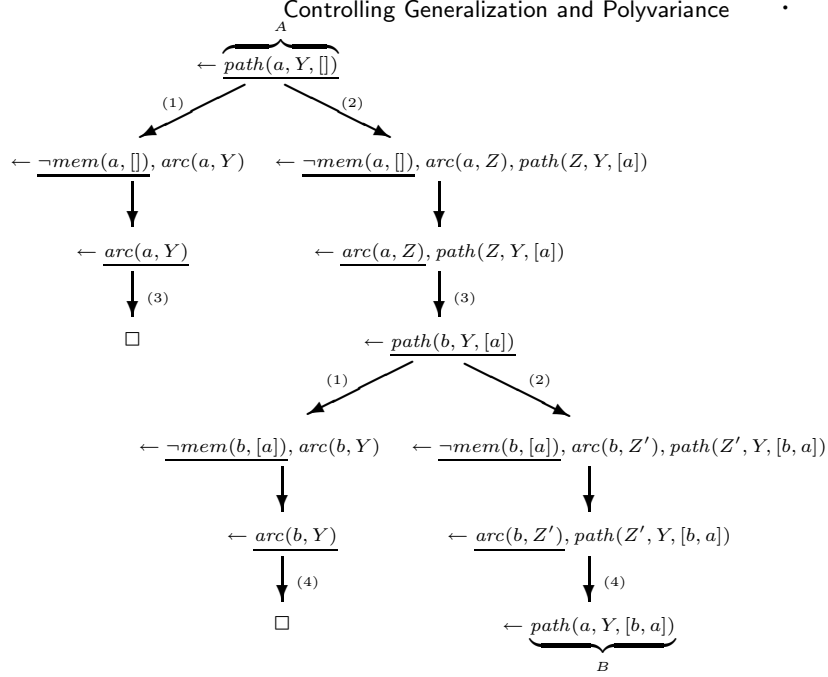 Controlling Generalization and Polyvariance ·
A
← path(a, Y, [])
(1) (2)
← ¬mem(a, []), arc(a, Y) ← ¬mem(a, []), arc(a, Z), path(Z, Y, [a])
← arc(a, Y) ← arc(a, Z), path(Z, Y, [a])
(3) (3)
□ ← path(b, Y, [a])
(1) (2)
← ¬mem(b, [a]), arc(b, Y) ← ¬mem(b, [a]), arc(b, Z′), path(Z′, Y, [b, a])
← arc(b, Y) ← arc(b, Z′), path(Z′, Y, [b, a])
(4) (4)
□ ← path(a, Y, [b, a])
B